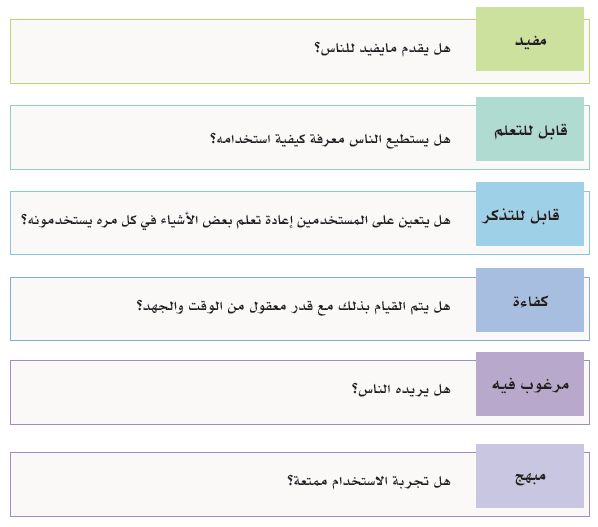 مفيد
هل يقدم مايفيد للناس؟
قابل للتعلم
هل يستطيع الناس معرفة كيفية استخدامه؟
قابل للتذكر
هل يتعين على المستخدمين إعادة تعلم بعض الأشياء في كل مره يستخدمونه؟
كفاءة
هل يتم القيام بذلك مع قدر معقول من الوقت والجهد؟
مرغوب فيه
هل يريده الناس؟
مبهج
هل تجربة الاستخدام ممتعة؟